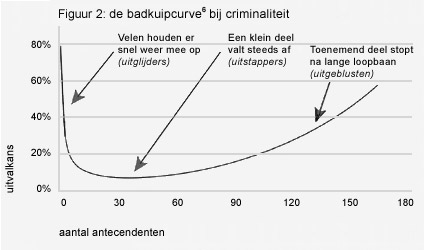 Figuur 2: de badkuipcurve⁶ bij criminaliteit
Velen houden er
snel weer mee op
(uitglijders)
Een klein deel
valt steeds af
(uitstappers)
Toenemend deel stopt
na lange loopbaan
(uitgeblusten)
80%
60%
40%
20%
0%
uitvalkans
0 30 60 90 120 150 180
aantal antecendenten